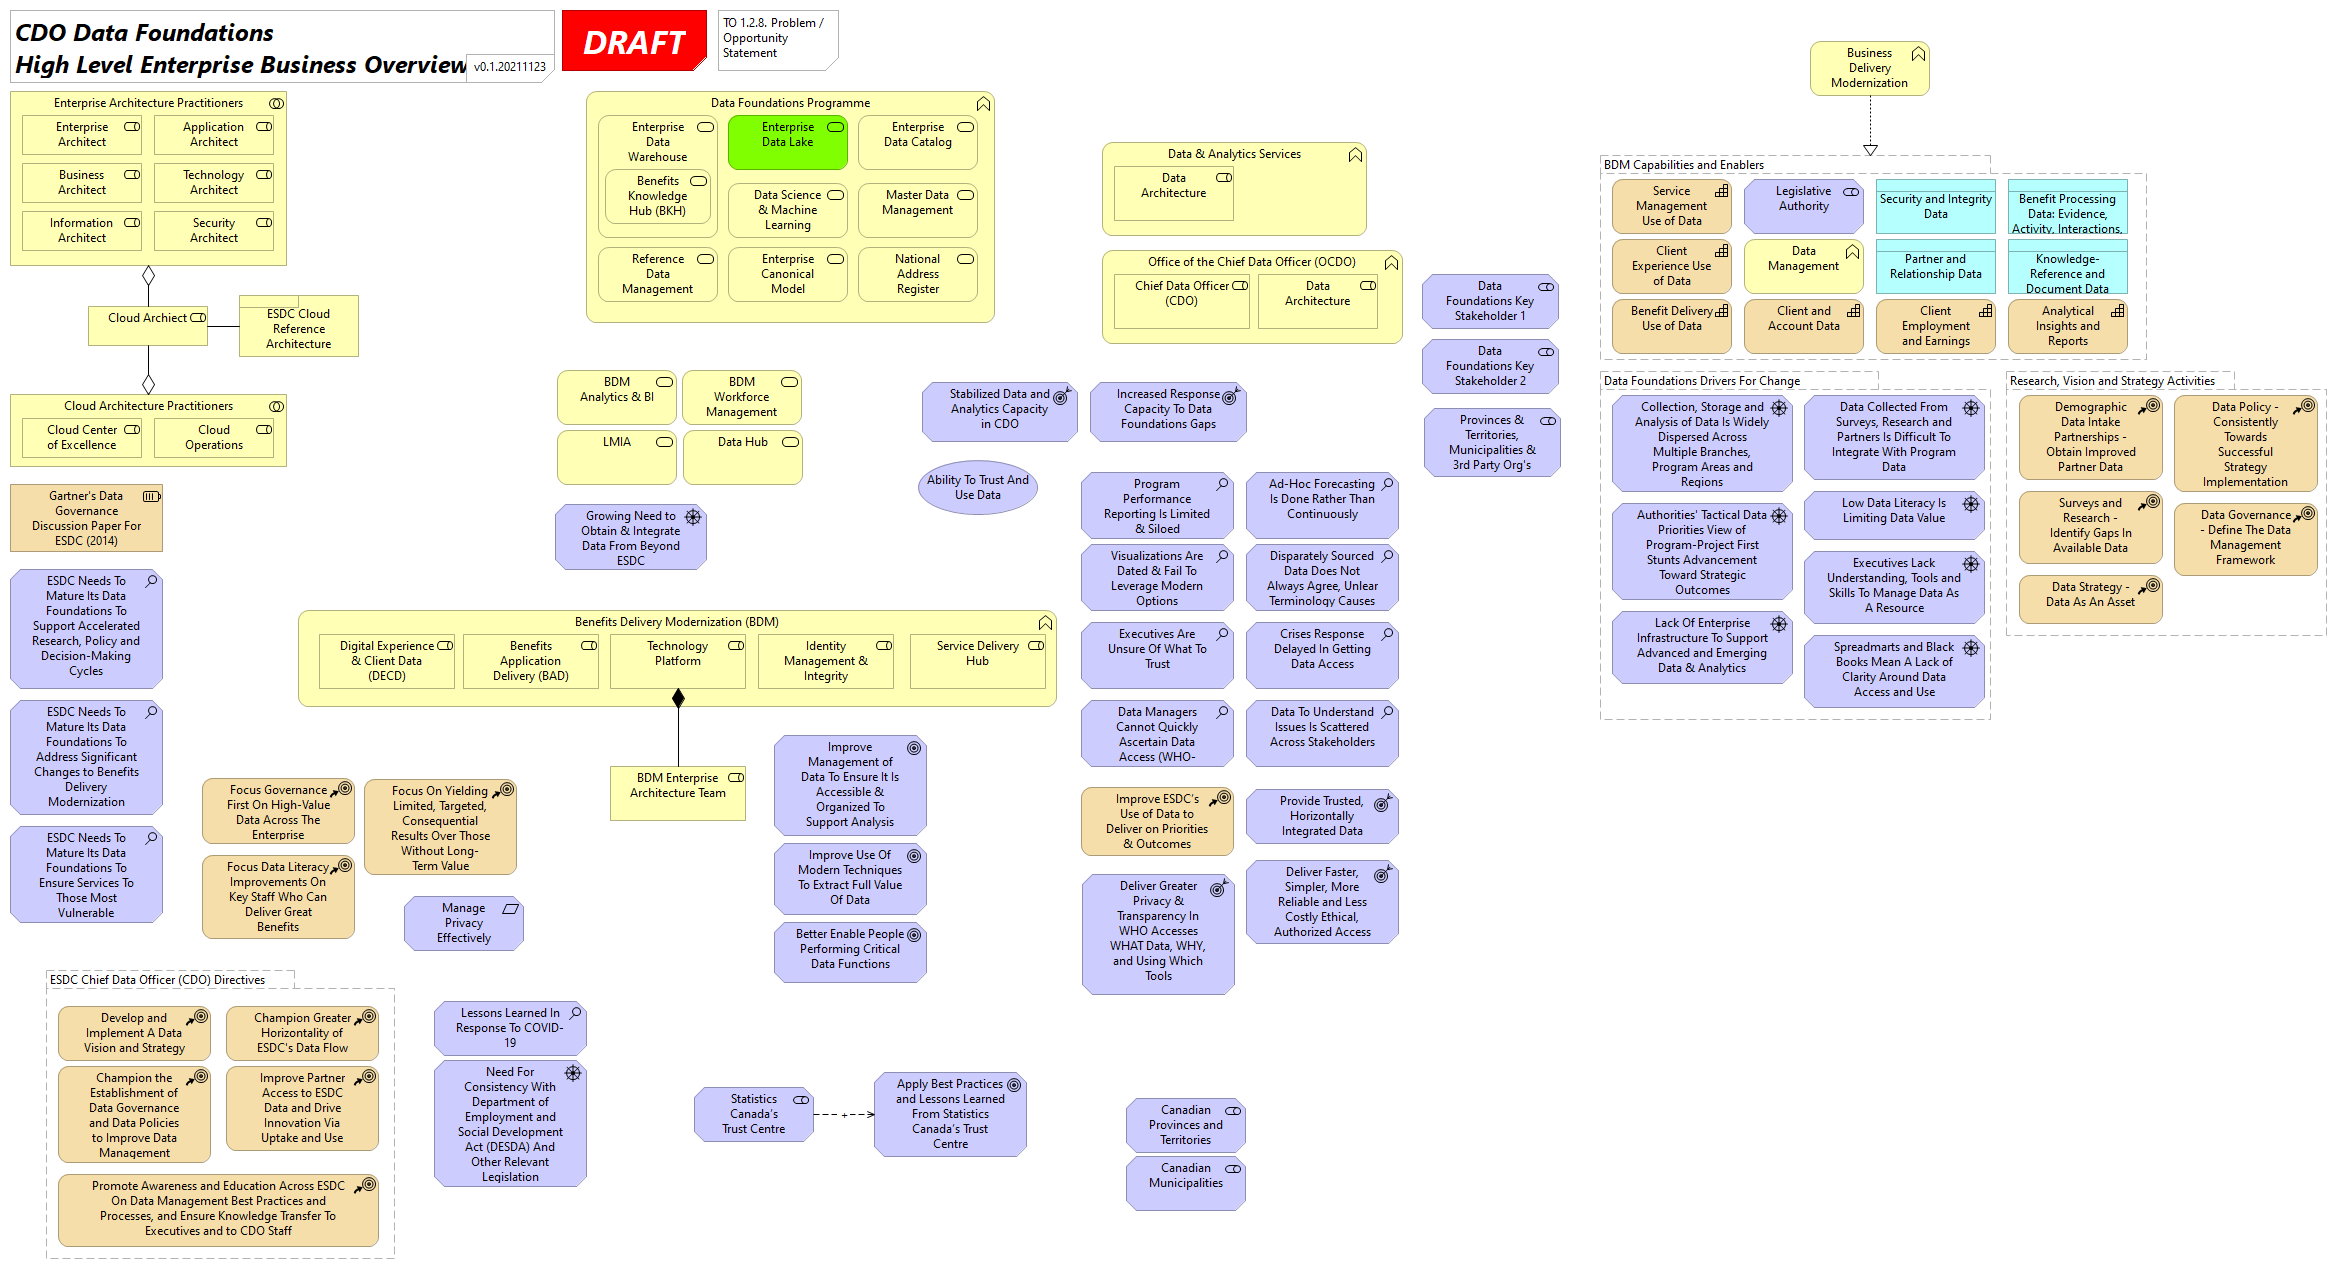 CDO Data Foundations
High Level Enterprise Business Overview
v0.1.20211123
DRAFT
TO 1.2.8. Problem /
Opportunity
Statement
Enterprise Architecture Practitioners
Enterprise
Architect
Application
Architect
Business
Architect
Technology
Architect
Information
Architect
Security
Architect
Cloud Archiect
ESDC Cloud
Reference
Architecture
Cloud Architecture Practitioners
Cloud Center
of Excellence
Cloud
Operations
Gartner's Data
Governance
Discussion Paper For
ESDC (2014)
ESDC Needs To
Mature Its Data
Foundations To
Support Accelerated
Research, Policy and
Decision-Making
Cycles
ESDC Needs To
Mature Its Data
Foundations To
Address Significant
Changes to Benefits
Delivery
Modernization
ESDC Needs To
Mature Its Data
Foundations To
Ensure Services To
Those Most
Vulnerable
Data Foundations Programme
Enterprise
Data
Warehouse
Benefits
Knowledge
Hub (BKH)
Enterprise
Data Lake
Enterprise
Data Catalog
Data Science
& Machine
Learning
Master Data
Management
Reference
Data
Management
Enterprise
Canonical
Model
National
Address
Register
BDM
Analytics & BI
BDM
Workforce
Management
LMIA
Data Hub
Growing Need to
Obtain & Integrate
Data From Beyond
ESDC
Data & Analytics Services
Data
Architecture
Office of the Chief Data Officer (OCDO)
Chief Data Officer
(CDO)
Data
Architecture
Data
Foundations Key
Stakeholder 1
Data
Foundations Key
Stakeholder 2
Provinces &
Territories,
Municipalities &
3rd Party Org's
Stabilized Data and
Analytics Capacity
in CDO
Increased Response
Capacity To Data
Foundations Gaps
Ability To Trust And
Use Data
Program
Performance
Reporting Is Limited
& Siloed
Ad-Hoc Forecasting
Is Done Rather Than
Continuously
Visualizations Are
Dated & Fail To
Leverage Modern
Options
Disparately Sourced
Data Does Not
Always Agree, Unlear
Terminology Causes
Executives Are
Unsure Of What To
Trust
Crises Response
Delayed In Getting
Data Access
Data Managers
Cannot Quickly
Ascertain Data
Access (WHO-
Data To Understand
Issues Is Scattered
Across Stakeholders
Improve ESDC's
Use of Data to
Deliver on Priorities
& Outcomes
Provide Trusted,
Horizontally
Integrated Data
Deliver Greater
Privacy &
Transparency In
WHO Accesses
WHAT Data, WHY,
and Using Which
Tools
Deliver Faster,
Simpler, More
Reliable and Less
Costly Ethical,
Authorized Access
Benefits Delivery Modernization (BDM)
Digital Experience
& Client Data
(DECD)
Benefits
Application
Delivery (BAD)
Technology
Platform
Identity
Management &
Integrity
Service Delivery
Hub
BDM Enterprise
Architecture Team
Improve
Management of
Data To Ensure It Is
Accessible &
Organized To
Support Analysis
Improve Use Of
Modern Techniques
To Extract Full Value
Of Data
Better Enable People
Performing Critical
Data Functions
Focus Governance
First On High-Value
Data Across The
Enterprise
Focus On Yielding
Limited, Targeted,
Consequential
Results Over Those
Without Long-
Term Value
Focus Data Literacy
Improvements On
Key Staff Who Can
Deliver Great
Benefits
Manage
Privacy
Effectively
ESDC Chief Data Officer (CDO) Directives
Develop and
Implement A Data
Vision and Strategy
Champion Greater
Horizontality of
ESDC's Data Flow
Champion the
Establishment of
Data Governance
and Data Policies
to Improve Data
Management
Improve Partner
Access to ESDC
Data and Drive
Innovation Via
Uptake and Use
Promote Awareness and Education Across ESDC
On Data Management Best Practices and
Processes, and Ensure Knowledge Transfer To
Executives and to CDO Staff
Lessons Learned In
Response To COVID-
19
Need For
Consistency With
Department of
Employment and
Social Development
Act (DESDA) And
Other Relevant
Legislation
Statistics
Canada's
Trust Centre
+
Apply Best Practices
and Lessons Learned
From Statistics
Canada's Trust
Centre
Canadian
Provinces and
Territories
Canadian
Municipalities
Business
Delivery
Modernization
BDM Capabilities and Enablers
Service
Management
Use of Data
Legislative
Authority
Security and Integrity
Data
Benefit Processing
Data: Evidence,
Activity, Interactions,
Client
Experience Use
of Data
Data
Management
Partner and
Relationship Data
Knowledge-
Reference and
Document Data
Benefit Delivery
Use of Data
Client and
Account Data
Client
Employment
and Earnings
Analytical
Insights and
Reports
Data Foundations Drivers For Change
Collection, Storage and
Analysis of Data Is Widely
Dispersed Across
Multiple Branches,
Program Areas and
Regions
Data Collected From
Surveys, Research and
Partners Is Difficult To
Integrate With Program
Data
Authorities' Tactical Data
Priorities View of
Program-Project First
Stunts Advancement
Toward Strategic
Outcomes
Low Data Literacy Is
Limiting Data Value
Executives Lack
Understanding, Tools and
Skills To Manage Data As
A Resource
Lack Of Enterprise
Infrastructure To Support
Advanced and Emerging
Data & Analytics
Spreadmarts and Black
Books Mean A Lack of
Clarity Around Data
Access and Use
Research, Vision and Strategy Activities
Demographic
Data Intake
Partnerships -
Obtain Improved
Partner Data
Data Policy -
Consistently
Towards
Successful
Strategy
Implementation
Surveys and
Research -
Identify Gaps In
Available Data
Data Governance
- Define The Data
Management
Framework
Data Strategy -
Data As An Asset